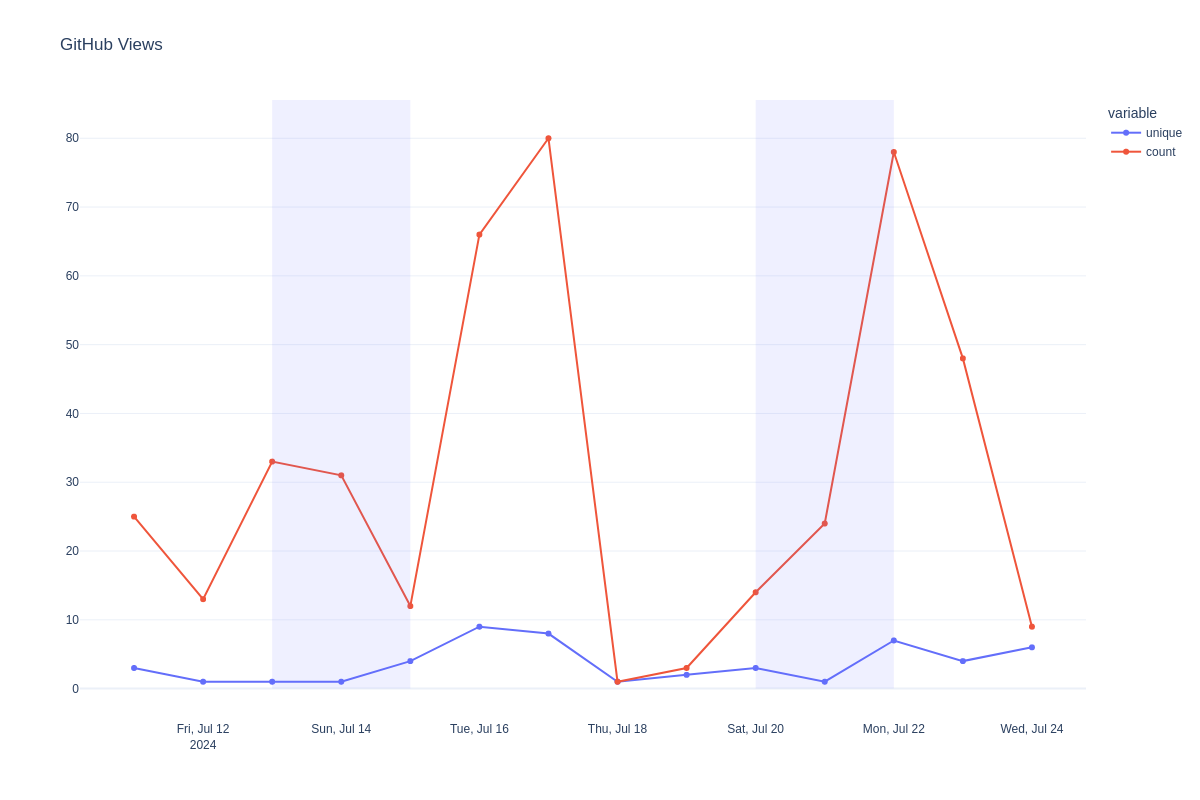 GitHub Views
variable
unique
count
80
70
60
50
40
30
20
10
0
Fri, Jul 12
2024
Sun, Jul 14
Tue, Jul 16
Thu, Jul 18
Sat, Jul 20
Mon, Jul 22
Wed, Jul 24